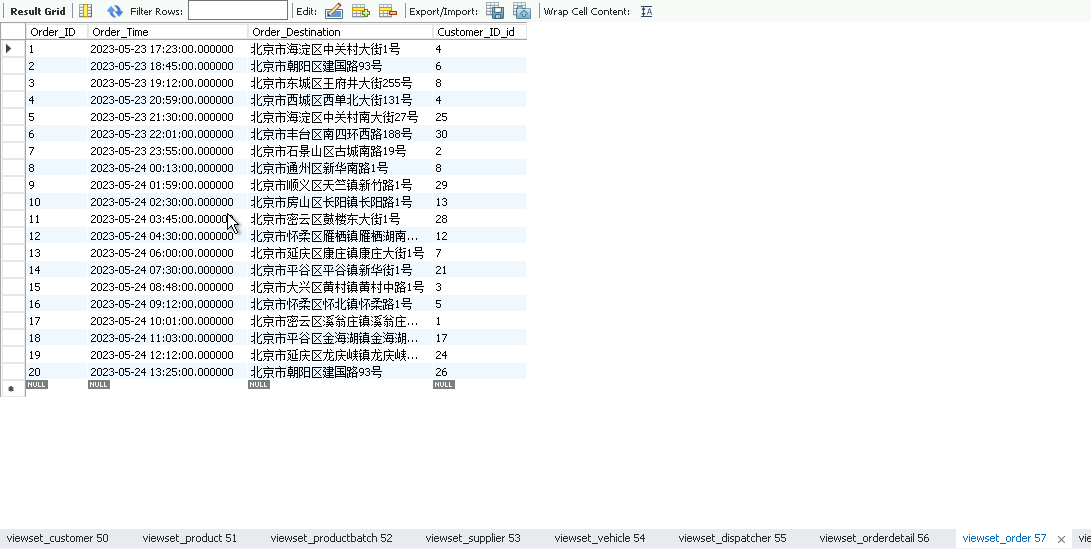 Result Grid Filter Rows: Edit: Export/Import: Wrap Cell Content:
Order_ID Order_Time Order_Destination Customer_ID_id
1 2023-05-23 17:23:00.000000 北京市海淀区中关村大街1号 4
2 2023-05-23 18:45:00.000000 北京市朝阳区建国路93号 6
3 2023-05-23 19:12:00.000000 北京市东城区王府井大街255号 8
4 2023-05-23 20:59:00.000000 北京市西城区西单北大街131号 4
5 2023-05-23 21:30:00.000000 北京市海淀区中关村南大街27号 25
6 2023-05-23 22:01:00.000000 北京市丰台区南四环西路188号 30
7 2023-05-23 23:55:00.000000 北京市石景山区古城南路19号 2
8 2023-05-24 00:13:00.000000 北京市通州区新华南路1号 8
9 2023-05-24 01:59:00.000000 北京市顺义区天竺镇新竹路1号 29
10 2023-05-24 02:30:00.000000 北京市房山区长阳镇长阳路1号 13
11 2023-05-24 03:45:00.000000 北京市密云区鼓楼东大街1号 28
12 2023-05-24 04:30:00.000000 北京市怀柔区雁栖镇雁栖湖南... 12
13 2023-05-24 06:00:00.000000 北京市延庆区康庄镇康庄大街1号 7
14 2023-05-24 07:30:00.000000 北京市平谷区平谷镇新华街1号 21
15 2023-05-24 08:48:00.000000 北京市大兴区黄村镇黄村中路1号 3
16 2023-05-24 09:12:00.000000 北京市怀柔区怀北镇怀柔路1号 5
17 2023-05-24 10:01:00.000000 北京市密云区溪翁庄镇溪翁庄... 1
18 2023-05-24 11:03:00.000000 北京市平谷区金海湖镇金海湖... 17
19 2023-05-24 12:12:00.000000 北京市延庆区龙庆峡镇龙庆峡... 24
20 2023-05-24 13:25:00.000000 北京市朝阳区建国路93号 26
NULL NULL NULL NULL
viewset_customer 50 viewset_product 51 viewset_productbatch 52 viewset_supplier 53 viewset_vehicle 54 viewset_dispatcher 55 viewset_orderdetail 56 viewset_order 57 vie